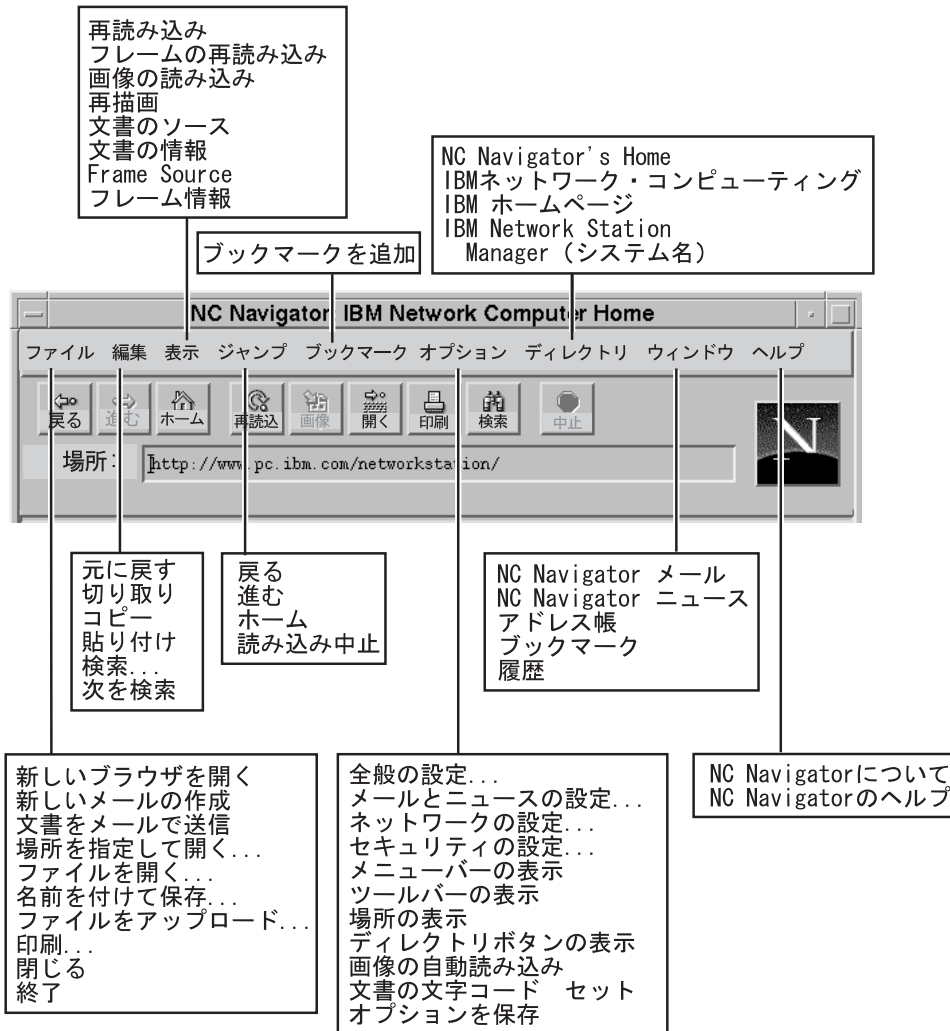 再読み込み
フレームの再読み込み
画像の読み込み
再描画
文書のソース
文書の情報
Frame Source
フレーム情報
ブックマークを追加
NC Navigator's Home
IBMネットワーク・コンピューティング
IBM ホームページ
IBM Network Station
Manager (システム名)
NC Navigator IBM Network Computer Home
ファイル 編集 表示 ジャンプ ブックマーク オプション ディレクトリ ウィンドウ ヘルプ
戻る 進む ホーム 再読込 画像 開く 印刷 検索 中止
場所: http://www.pc.ibm.com/networkstation/
N
元に戻す
切り取り
コピー
貼り付け
検索...
次を検索
戻る
進む
ホーム
読み込み中止
NC Navigator メール
NC Navigator ニュース
アドレス帳
ブックマーク
履歴
新しいブラウザを開く
新しいメールの作成
文書をメールで送信
場所を指定して開く...
ファイルを開く...
名前を付けて保存...
ファイルをアップロード...
印刷...
閉じる
終了
全般の設定...
メールとニュースの設定...
ネットワークの設定...
セキュリティの設定...
メニューバーの表示
ツールバーの表示
場所の表示
ディレクトリボタンの表示
画像の自動読み込み
文書の文字コード セット
オプションを保存
NC Navigatorについて
NC Navigatorのヘルプ